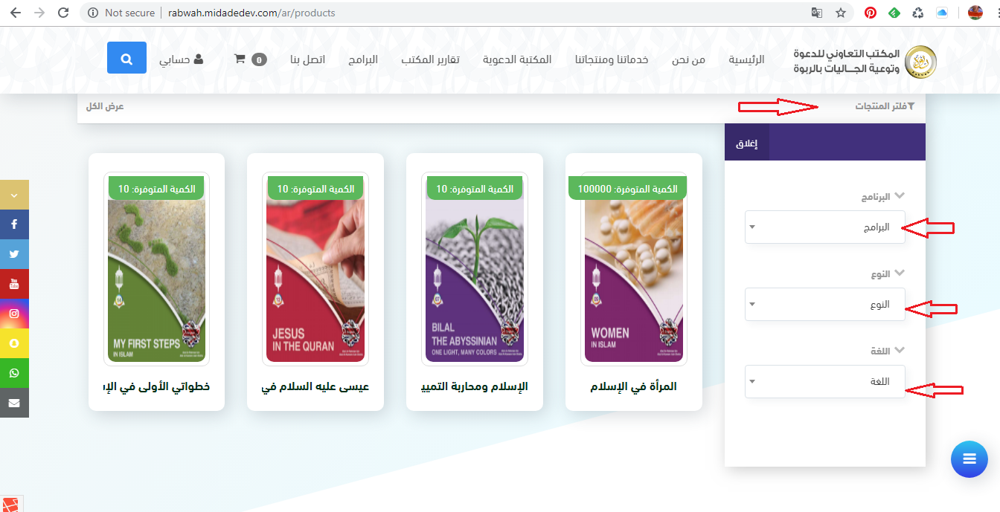 Not secure
rabwah.midadedev.com/ar/products
المكتب التعاوني للدعوة
وتوعية الجـاليات بالربوة
الرئيسية
من نحن
خدماتنا ومنتجاتنا
المكتبة الدعوية
تقارير المكتب
البرامج
اتصل بنا
0
حسابي
فلتر المنتجات
عرض الكل
إغلاق
البرنامج
البرامج
النوع
النوع
اللغة
اللغة
الكمية المتوفرة: 100000
WOMEN
IN ISLAM
المرأة في الإسلام
الكمية المتوفرة: 10
BILAL
THE ABYSSINIAN
ONE LIGHT, MANY COLORS
الإسلام ومحاربة التمييـ
الكمية المتوفرة: 10
JESUS
IN THE QURAN
عيسى عليه السلام في
الكمية المتوفرة: 10
MY FIRST STEPS
IN ISLAM
خطواتي الأولى في الإس